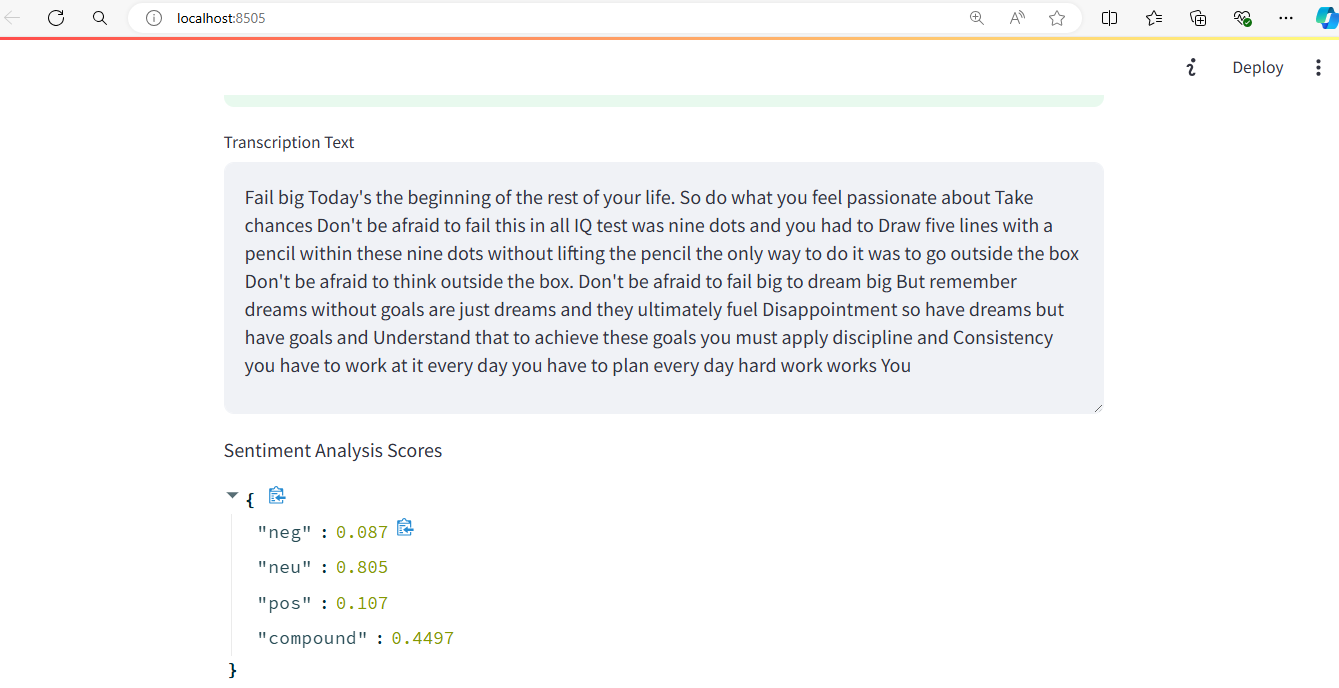 localhost:8505
Deploy
Transcription Text
Fail big Today's the beginning of the rest of your life. So do what you feel passionate about Take
chances Don't be afraid to fail this in all IQ test was nine dots and you had to Draw five lines with a
pencil within these nine dots without lifting the pencil the only way to do it was to go outside the box
Don't be afraid to think outside the box. Don't be afraid to fail big to dream big But remember
dreams without goals are just dreams and they ultimately fuel Disappointment so have dreams but
have goals and Understand that to achieve these goals you must apply discipline and Consistency
you have to work at it every day you have to plan every day hard work works You
Sentiment Analysis Scores
{
"neg" : 0.087
"neu" : 0.805
"pos" : 0.107
"compound" : 0.4497
}